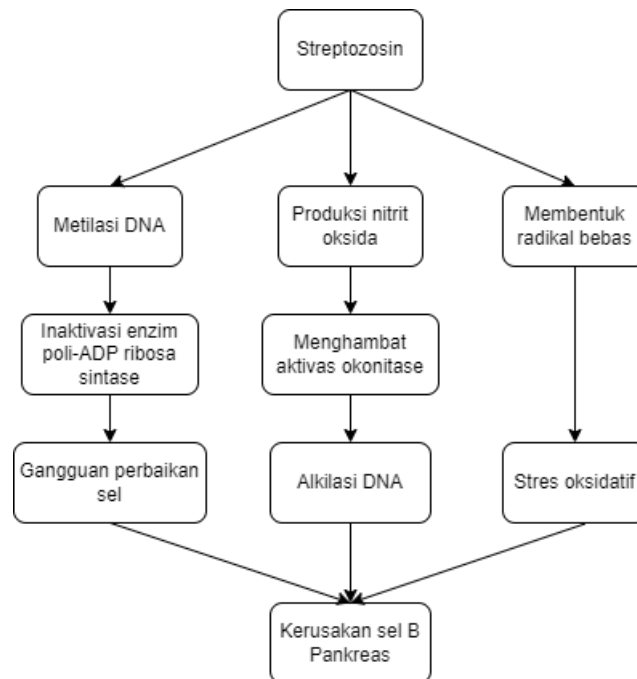 Streptozosin
Metilasi DNA
Produksi nitrit
oksida
Membentuk
radikal bebas
Inaktivasi enzim
poli-ADP ribosa
sintase
Menghambat
aktivas okonitase
Gangguan perbaikan
sel
Alkilasi DNA
Stres oksidatif
Kerusakan sel B
Pankreas